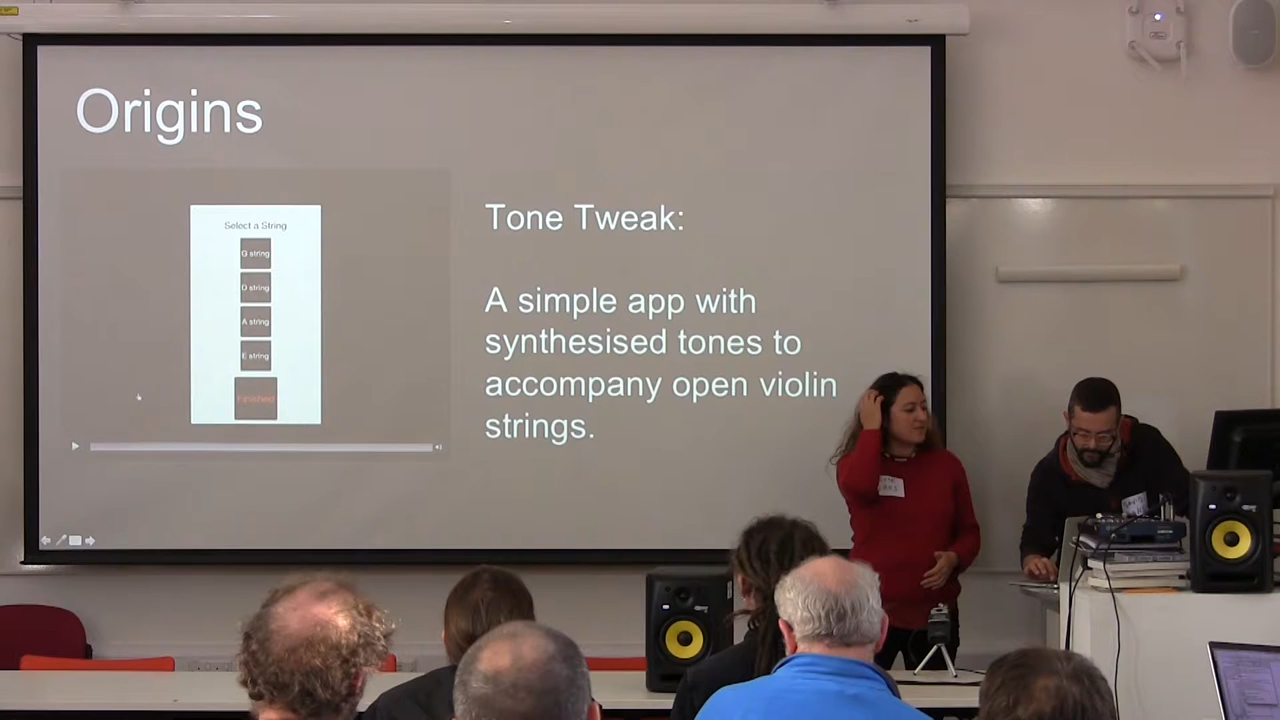 Origins
Select a String
G string
D string
A string
E string
Finished
Tone Tweak:
A simple app with
synthesised tones to
accompany open violin
strings.